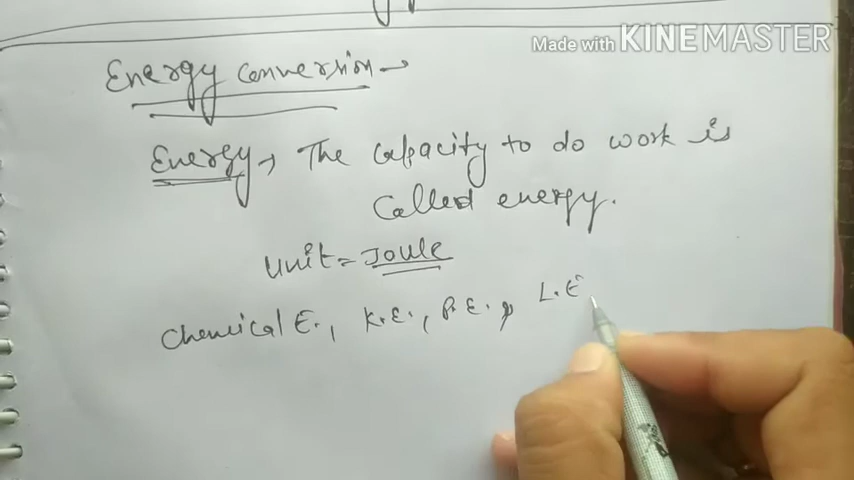 Made with KINEMASTER
Energy conversion →
Energy → The capacity to do work is
called energy.
Unit = Joule
Chemical E., K.E., P.E., L.E